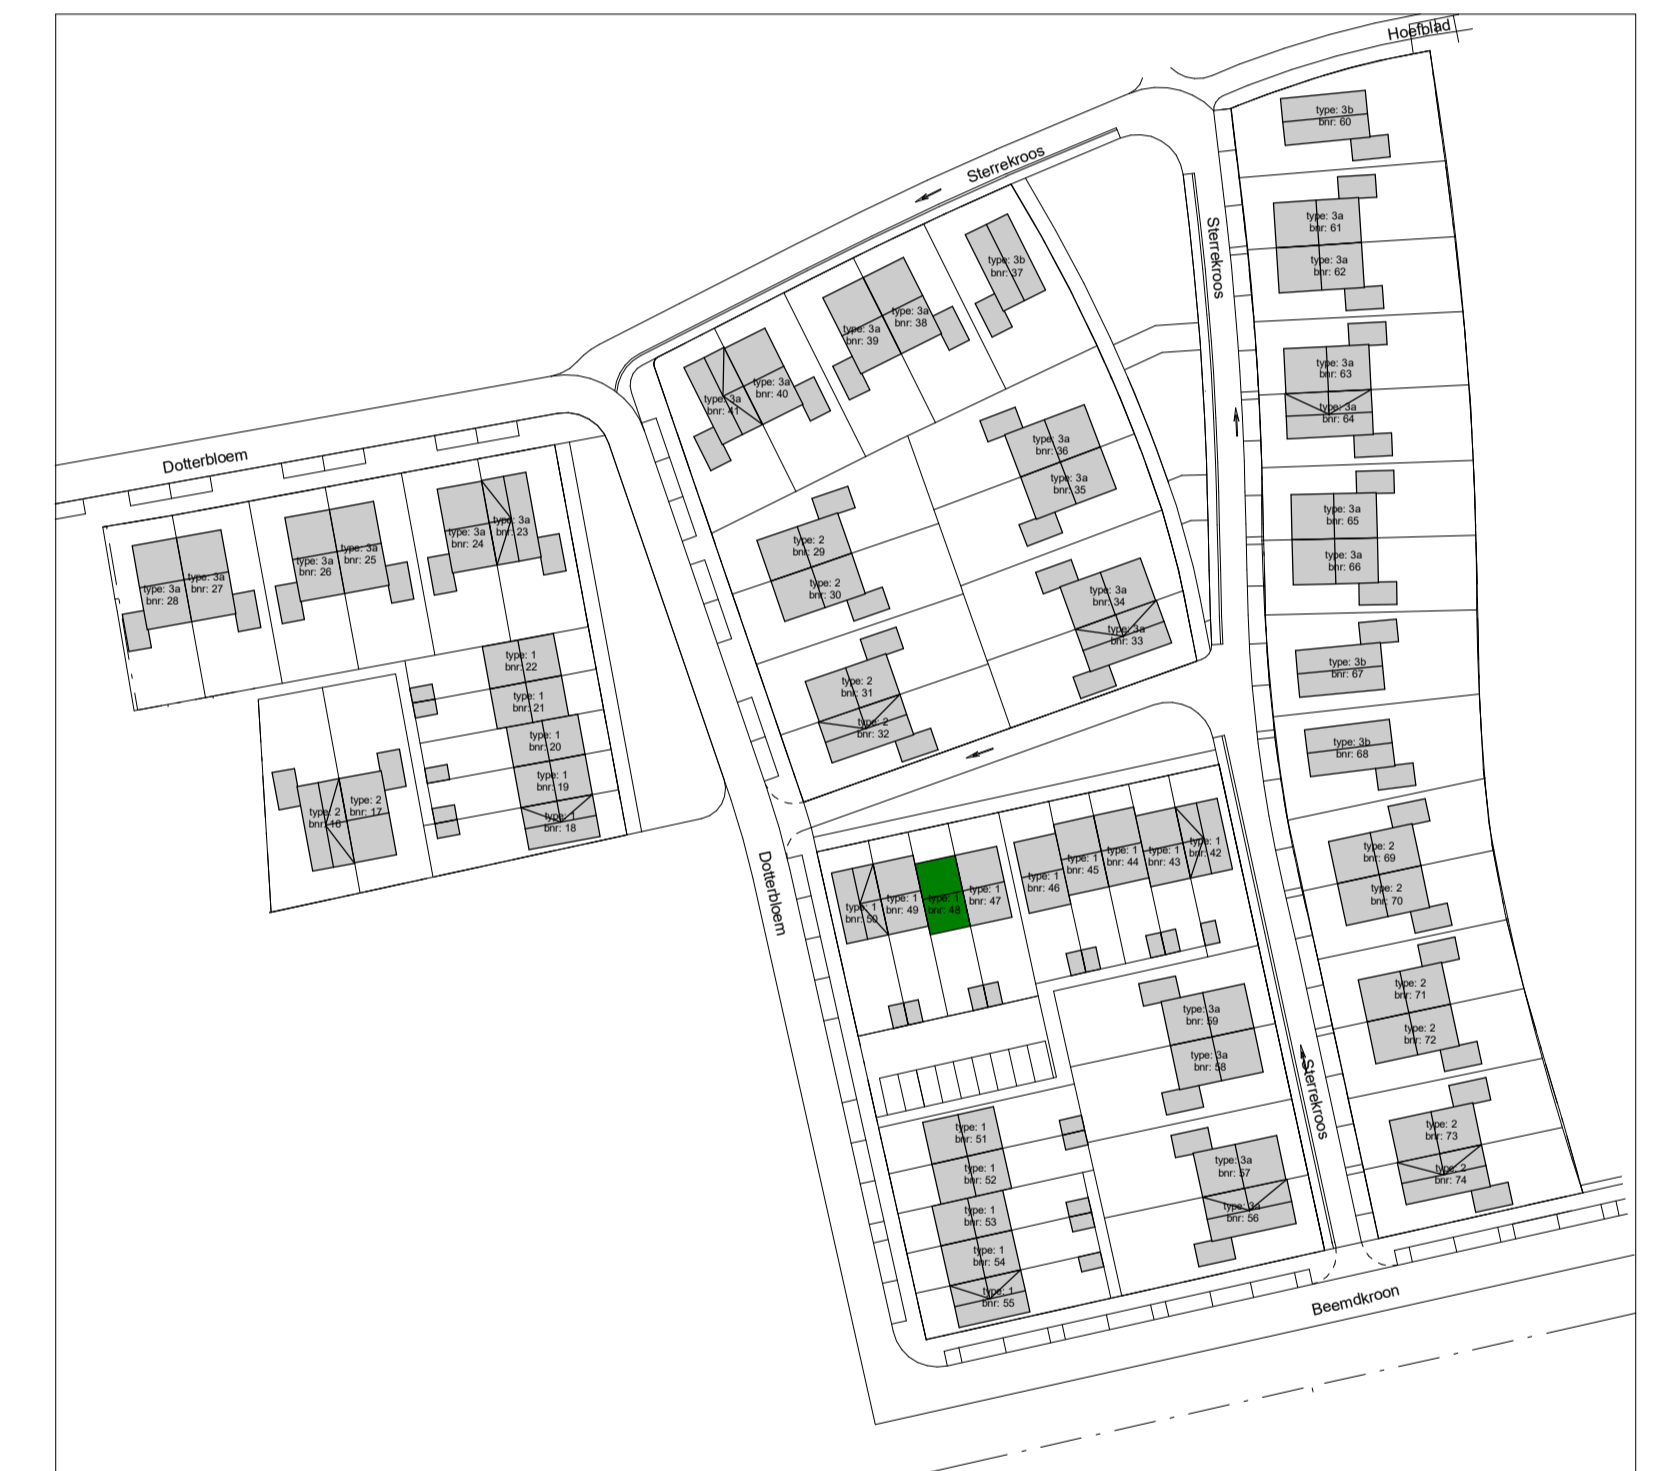 Hoefblad
type: 3b
bnr: 60
Sterrekroos
type: 3a
bnr: 61
type: 3a
bnr: 62
Sterrekroos
type: 3b
bnr: 37
type: 3a
bnr: 38
type: 3a
bnr: 39
type: 3a
bnr: 40
type: 3a
bnr: 41
type: 3a
bnr: 63
type: 3a
bnr: 64
type: 3a
bnr: 36
type: 3a
bnr: 35
Dotterbloem
type: 3a
bnr: 23
type: 3a
bnr: 24
type: 3a
bnr: 25
type: 3a
bnr: 26
type: 3a
bnr: 27
type: 3a
bnr: 28
type: 3a
bnr: 65
type: 3a
bnr: 66
type: 2
bnr: 29
type: 2
bnr: 30
type: 3a
bnr: 34
type: 3a
bnr: 33
type: 1
bnr: 22
type: 1
bnr: 21
type: 1
bnr: 20
type: 1
bnr: 19
type: 1
bnr: 18
type: 2
bnr: 31
type: 2
bnr: 32
type: 3b
bnr: 67
type: 3b
bnr: 68
type: 2
bnr: 16
type: 2
bnr: 17
Dotterbloem
type: 1
bnr: 50
type: 1
bnr: 49
type: 1
bnr: 48
type: 1
bnr: 47
type: 1
bnr: 46
type: 1
bnr: 45
type: 1
bnr: 44
type: 1
bnr: 43
type: 1
bnr: 42
type: 2
bnr: 69
type: 2
bnr: 70
type: 2
bnr: 71
type: 2
bnr: 72
type: 3a
bnr: 59
type: 3a
bnr: 58
Sterrekroos
type: 1
bnr: 51
type: 1
bnr: 52
type: 1
bnr: 53
type: 1
bnr: 54
type: 1
bnr: 55
type: 3a
bnr: 57
type: 3a
bnr: 56
type: 2
bnr: 73
type: 2
bnr: 74
Beemdkroon